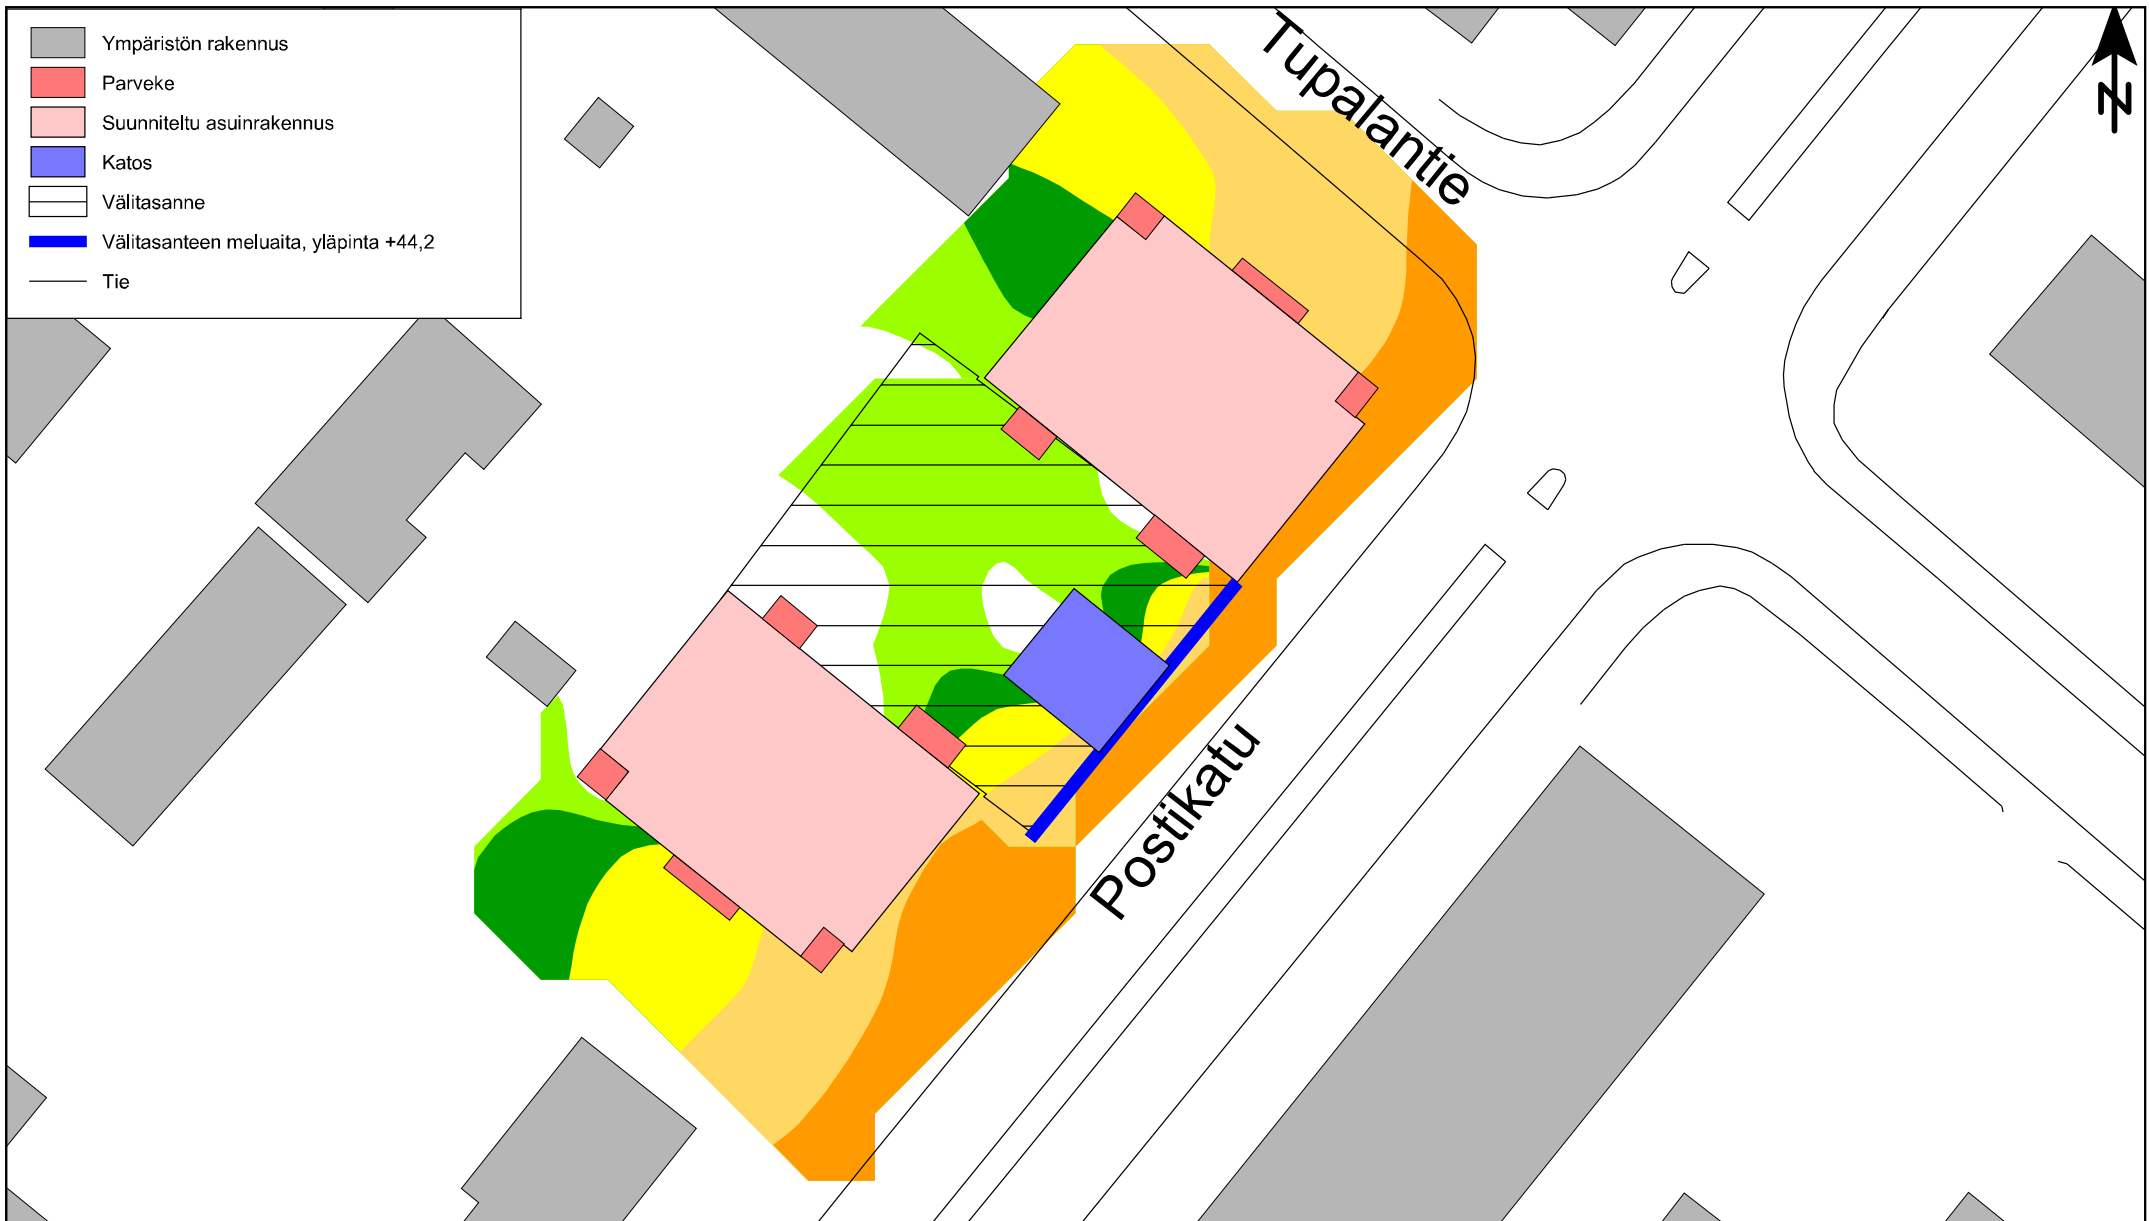 Ympäristön rakennus
Parveke
Suunniteltu asuinrakennus
Katos
Välitasanne
Välitasanteen meluaita, yläpinta +44,2
Tie
Tupalantie
N
Postikatu